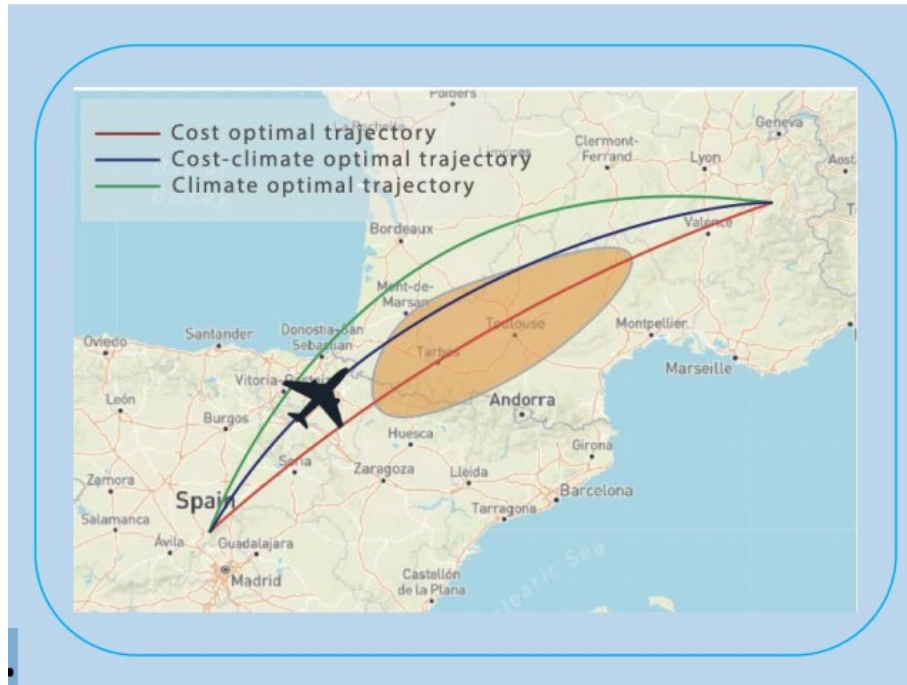 Poitiers
Cost optimal trajectory
Cost-climate optimal trajectory
Climate optimal trajectory
Geneva
Clermont-
Ferrand
Lyon
Limoges
Aost
Bordeaux
Valence
Mont-de-
Marsan
Toulouse
Montpellier
Tarbes
Marseille
Oviedo
Santander
Donostia-San
Sebastian
León
Burgos
Andorra
Huesca
Girona
Soria
Zaragoza
Lleida
Barcelona
Zamora
Spain
Tarragona
Salamanca
Ávila
Guadalajara
Madrid
Castellón
de la Plana